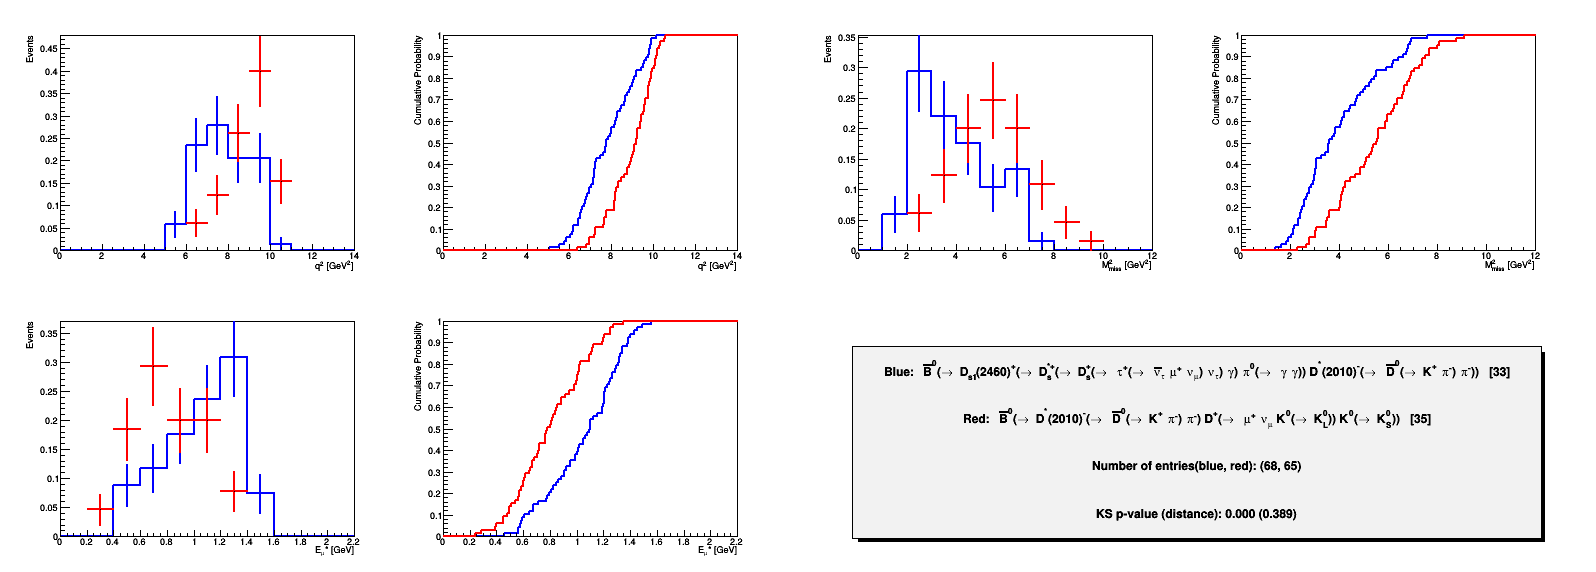 Events
0.45
0.4
0.35
0.3
0.25
0.2
0.15
0.1
0.05
0
0 2 4 6 8 10 12 14
q² [GeV²]
Cumulative Probability
1
0.9
0.8
0.7
0.6
0.5
0.4
0.3
0.2
0.1
0
0 2 4 6 8 10 12 14
q² [GeV²]
Events
0.35
0.3
0.25
0.2
0.15
0.1
0.05
0
0 2 4 6 8 10 12
M²miss [GeV²]
Cumulative Probability
1
0.9
0.8
0.7
0.6
0.5
0.4
0.3
0.2
0.1
0
0 2 4 6 8 10 12
M²miss [GeV²]
Events
0.35
0.3
0.25
0.2
0.15
0.1
0.05
0
0 0.2 0.4 0.6 0.8 1 1.2 1.4 1.6 1.8 2 2.2
Eμ* [GeV]
Cumulative Probability
1
0.9
0.8
0.7
0.6
0.5
0.4
0.3
0.2
0.1
0
0 0.2 0.4 0.6 0.8 1 1.2 1.4 1.6 1.8 2 2.2
Eμ* [GeV]
Blue: B̅⁰(→ Ds1(2460)⁺(→ Ds*⁺(→ Ds⁺(→ τ⁺(→ ν̅τ μ⁺ νμ) ντ) γ) π⁰(→ γ γ)) D*(2010)⁻(→ D̅⁰(→ K⁺ π⁻) π⁻)) [33]
Red: B̅⁰(→ D*(2010)⁻(→ D̅⁰(→ K⁺ π⁻) π⁻) D⁺(→ μ⁺ νμ K⁰(→ K⁰L)) K⁰(→ K⁰S)) [35]
Number of entries(blue, red): (68, 65)
KS p-value (distance): 0.000 (0.389)